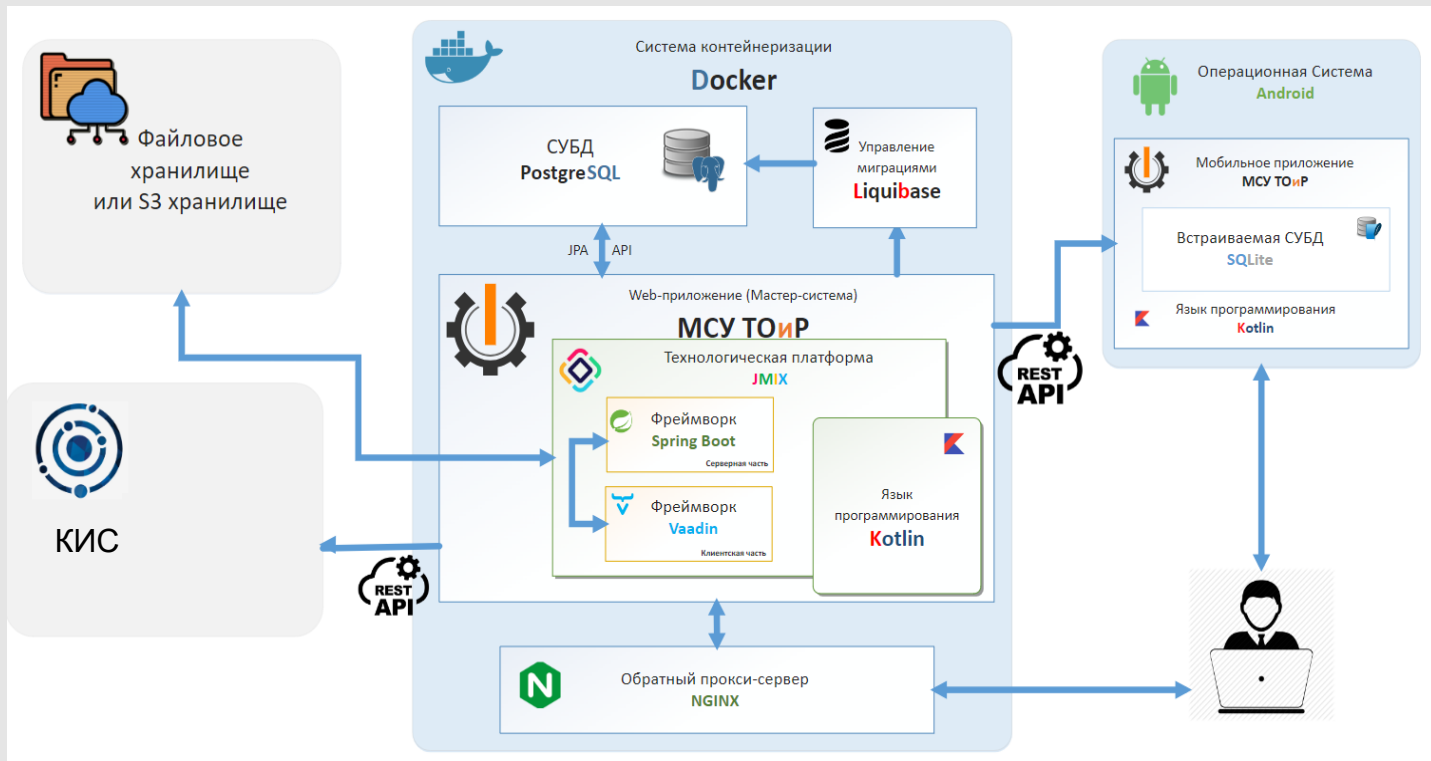 Файловое
хранилище
или S3 хранилище
КИС
REST
API
Система контейнеризации
Docker
СУБД
PostgreSQL
Управление
миграциями
Liquibase
JPA
API
Web-приложение (Мастер-система)
МСУ ТОиР
Технологическая платформа
JMIX
Фреймворк
Spring Boot
Серверная часть
Фреймворк
Vaadin
Клиентская часть
Язык
программирования
Kotlin
Обратный прокси-сервер
NGINX
N
REST
API
Операционная Система
Android
Мобильное приложение
МСУ ТОиР
Встраиваемая СУБД
SQLite
Язык программирования
Kotlin